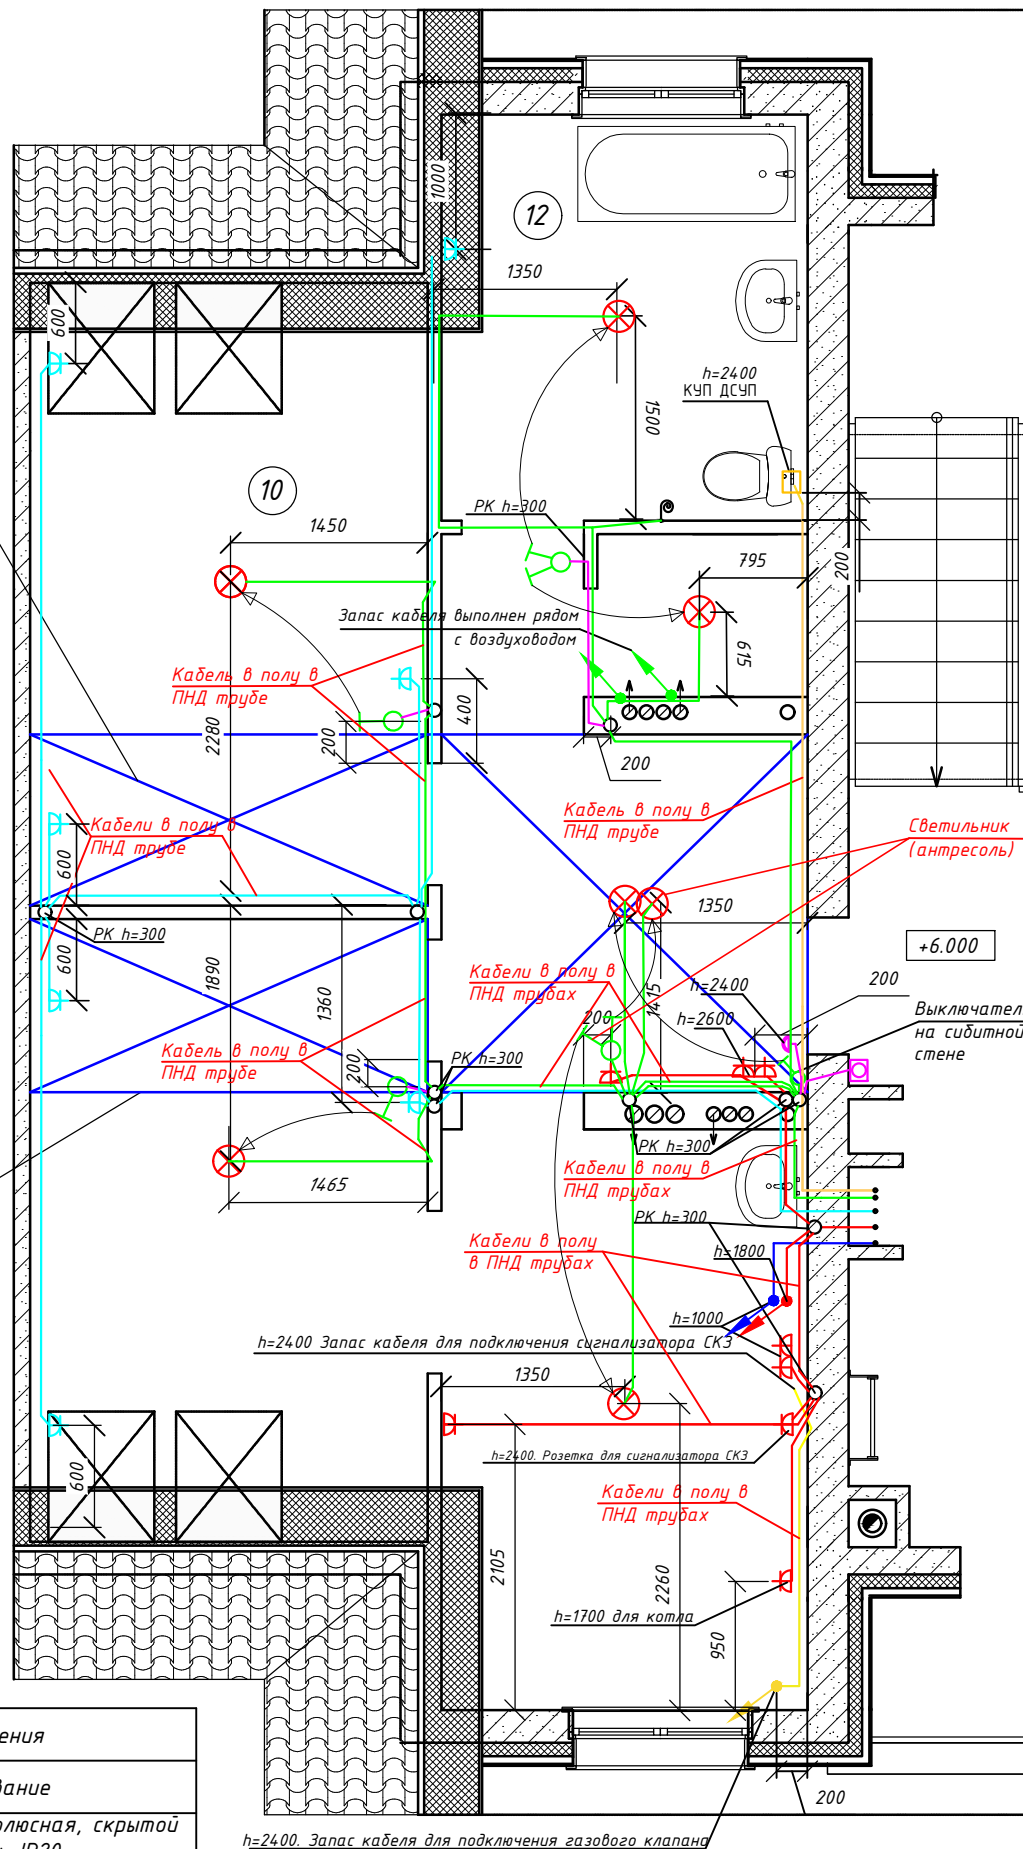 1000
12
1350
600
h=2400
КУП ДСУП
1500
10
РК h=300
1450
795
200
Запас кабеля выполнен рядом
с воздуховодом
615
Кабель в полу в
ПНД трубе
400
2280
200
200
Кабель в полу в
ПНД трубе
Кабели в полу в
ПНД трубе
Светильник
(антресоль)
600
1350
РК h=300
+6.000
600
1890
1360
Кабели в полу в
ПНД трубах
h=2400
200
1415
Выключател
на сибитной
стене
200
h=2600
Кабель в полу в
ПНД трубе
200
РК h=300
РК h=300
Кабели в полу в
ПНД трубах
1465
РК h=300
Кабели в полу
в ПНД трубах
h=1800
h=1000
h=2400 Запас кабеля для подключения сигнализатора СКЗ
1350
h=2400. Розетка для сигнализатора СКЗ
600
Кабели в полу в
ПНД трубах
2105
2260
h=1700 для котла
950
ения
вание
олюсная, скрытой
IP20
200
h=2400. Запас кабеля для подключения газового клапана